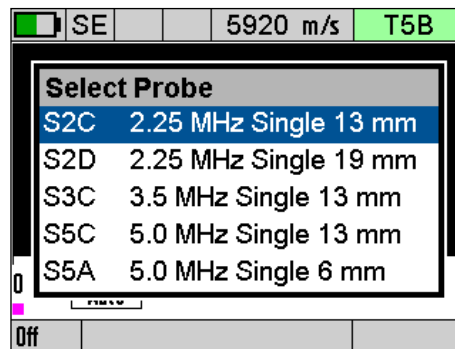 SE 5920 m/s T5B
Select Probe
S2C 2.25 MHz Single 13 mm
S2D 2.25 MHz Single 19 mm
S3C 3.5 MHz Single 13 mm
S5C 5.0 MHz Single 13 mm
S5A 5.0 MHz Single 6 mm
0
Off